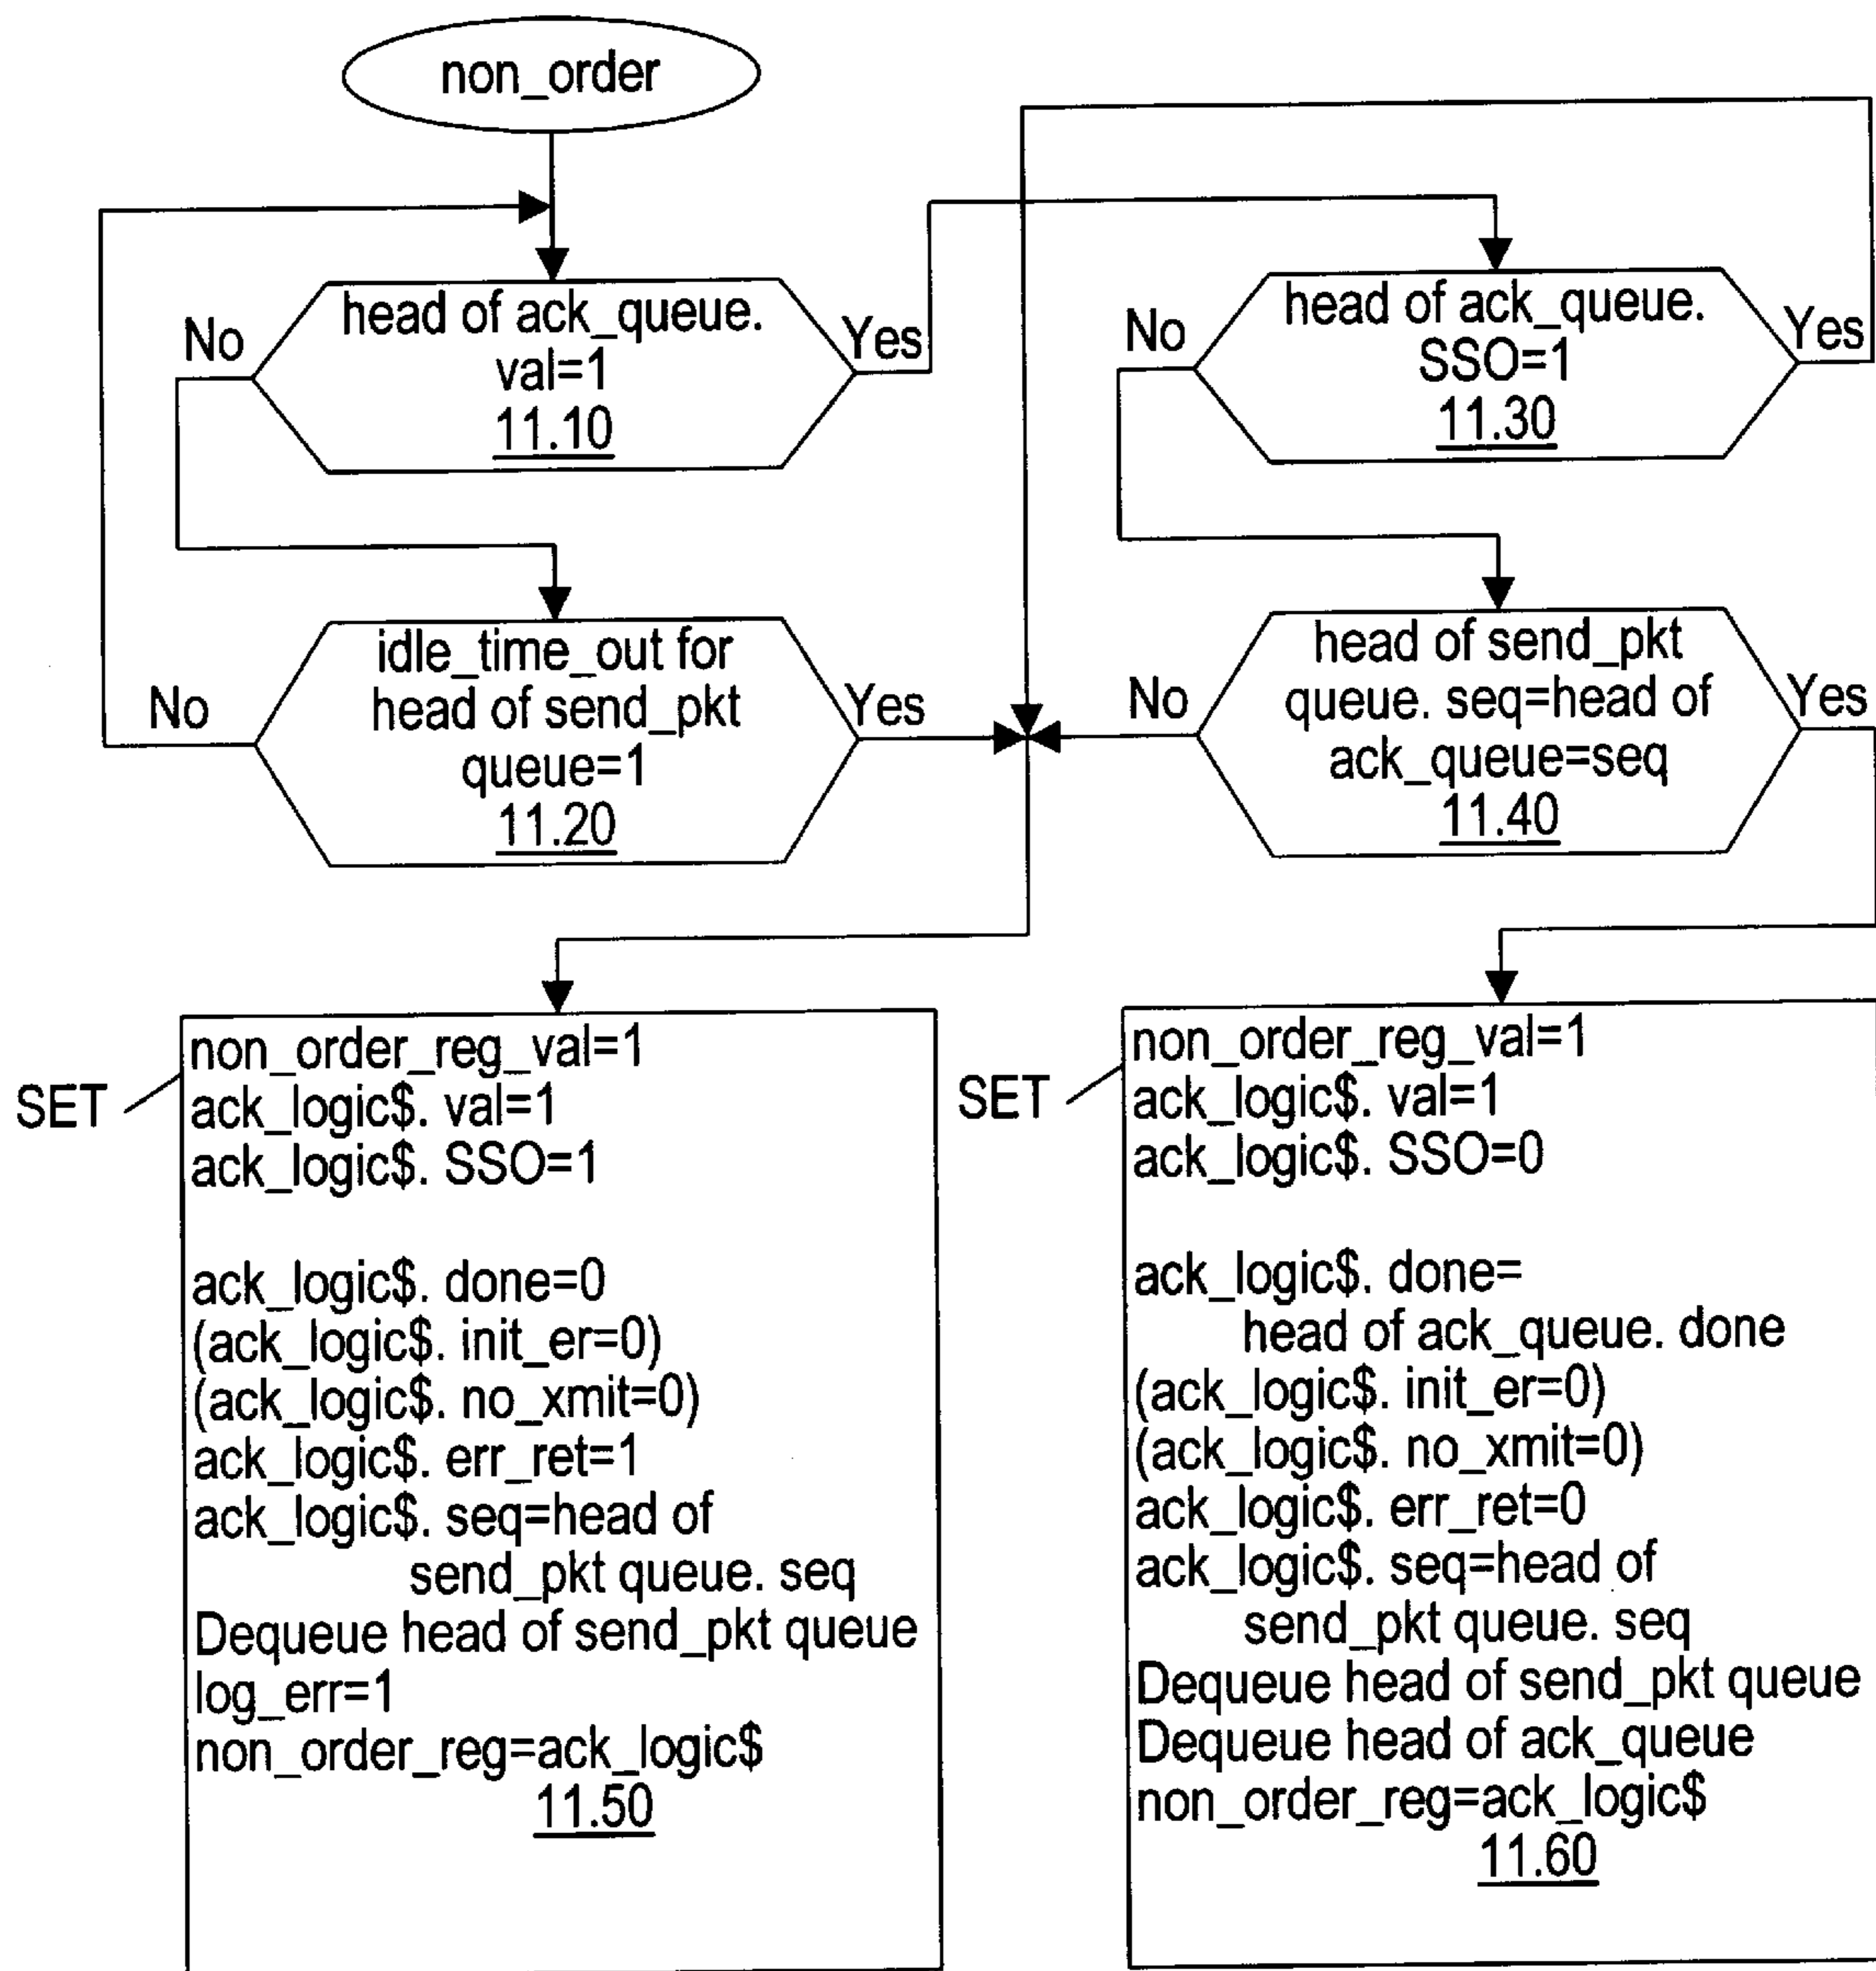 non_order
No
head of ack_queue.
val=1
11.10
Yes
No
head of ack_queue.
SSO=1
11.30
Yes
No
idle_time_out for
head of send_pkt
queue=1
11.20
Yes
No
head of send_pkt
queue. seq=head of
ack_queue=seq
11.40
Yes
SET
non_order_reg_val=1
ack_logic$. val=1
ack_logic$. SSO=1
ack_logic$. done=0
(ack_logic$. init_er=0)
(ack_logic$. no_xmit=0)
ack_logic$. err_ret=1
ack_logic$. seq=head of
send_pkt queue. seq
Dequeue head of send_pkt queue
log_err=1
non_order_reg=ack_logic$
11.50
SET
non_order_reg_val=1
ack_logic$. val=1
ack_logic$. SSO=0
ack_logic$. done=
head of ack_queue. done
(ack_logic$. init_er=0)
(ack_logic$. no_xmit=0)
ack_logic$. err_ret=0
ack_logic$. seq=head of
send_pkt queue. seq
Dequeue head of send_pkt queue
Dequeue head of ack_queue
non_order_reg=ack_logic$
11.60